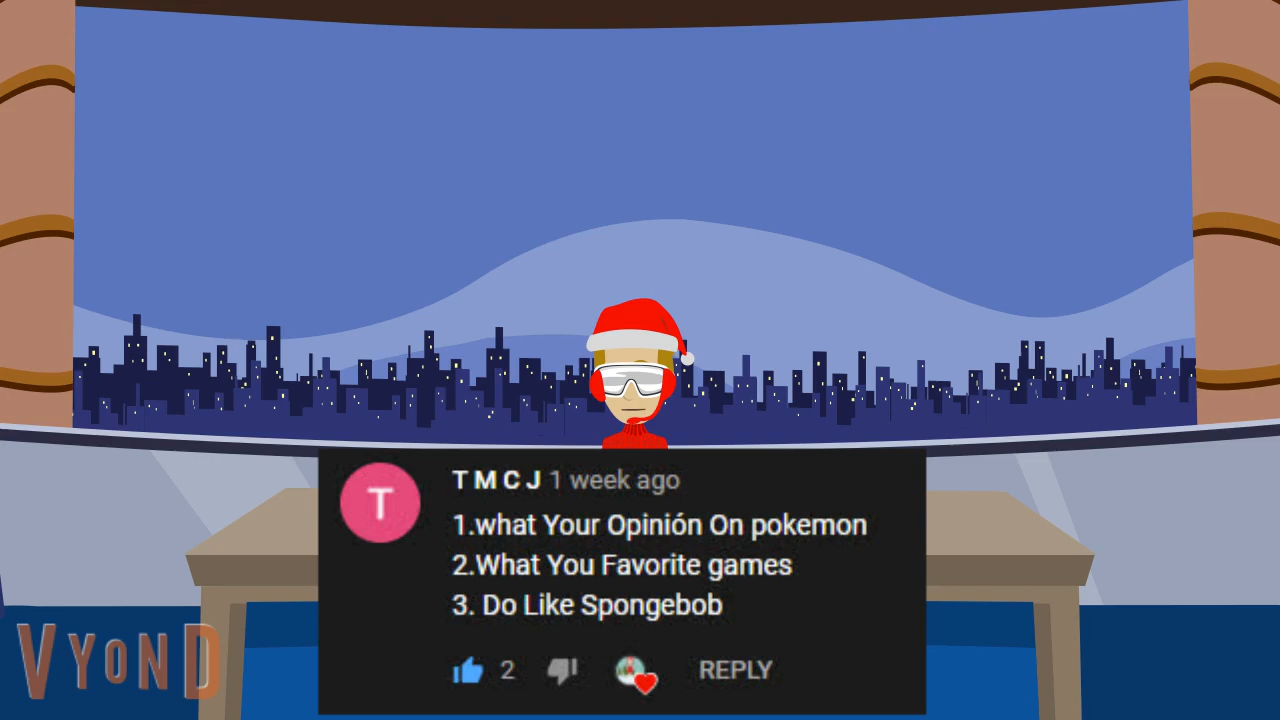 T M C J 1 week ago
1.what Your Opinión On pokemon
2.What You Favorite games
3. Do Like Spongebob
2 REPLY
T
VYOND